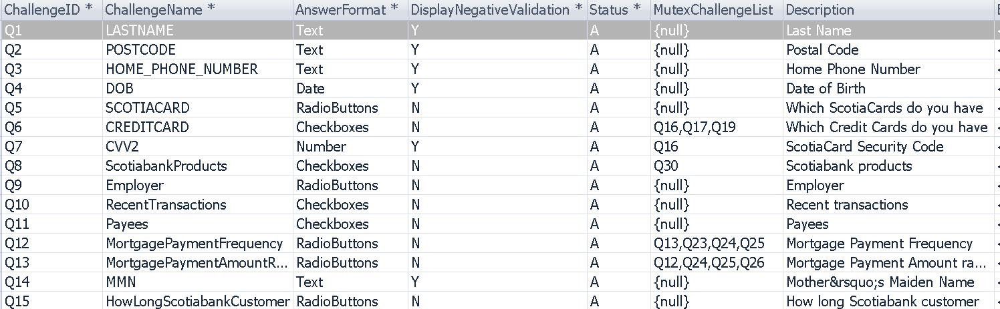 ChallengeID * ChallengeName * AnswerFormat * DisplayNegativeValidation * Status * MutexChallengeList Description
Q1 LASTNAME Text Y A {null} Last Name
Q2 POSTCODE Text Y A {null} Postal Code
Q3 HOME_PHONE_NUMBER Text Y A {null} Home Phone Number
Q4 DOB Date Y A {null} Date of Birth
Q5 SCOTIACARD RadioButtons N A {null} Which ScotiaCards do you have
Q6 CREDITCARD Checkboxes N A Q16,Q17,Q19 Which Credit Cards do you have
Q7 CVV2 Number Y A Q16 ScotiaCard Security Code
Q8 ScotiabankProducts Checkboxes N A Q30 Scotiabank products
Q9 Employer RadioButtons N A {null} Employer
Q10 RecentTransactions Checkboxes N A {null} Recent transactions
Q11 Payees Checkboxes N A {null} Payees
Q12 MortgagePaymentFrequency RadioButtons N A Q13,Q23,Q24,Q25 Mortgage Payment Frequency
Q13 MortgagePaymentAmountR... RadioButtons N A Q12,Q24,Q25,Q26 Mortgage Payment Amount ra...
Q14 MMN Text Y A {null} Mother&rsquo;s Maiden Name
Q15 HowLongScotiabankCustomer RadioButtons N A {null} How long Scotiabank customer